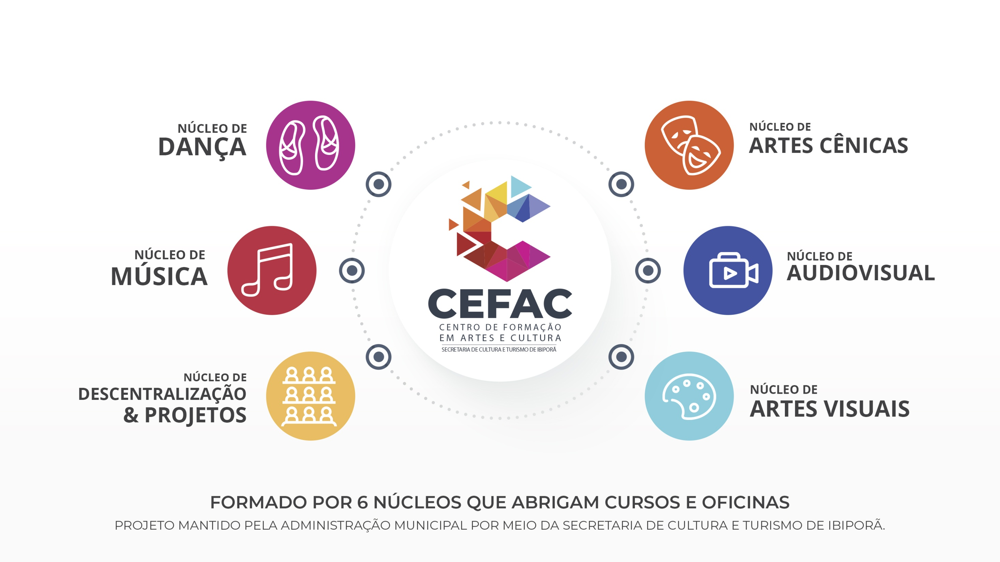 NÚCLEO DE
DANÇA
NÚCLEO DE
MÚSICA
NÚCLEO DE
DESCENTRALIZAÇÃO
& PROJETOS
CEFAC
CENTRO DE FORMAÇÃO
EM ARTES E CULTURA
SECRETARIA DE CULTURA E TURISMO DE IBIPORÃ
NÚCLEO DE
ARTES CÊNICAS
NÚCLEO DE
AUDIOVISUAL
NÚCLEO DE
ARTES VISUAIS
FORMADO POR 6 NÚCLEOS QUE ABRIGAM CURSOS E OFICINAS
PROJETO MANTIDO PELA ADMINISTRAÇÃO MUNICIPAL POR MEIO DA SECRETARIA DE CULTURA E TURISMO DE IBIPORÃ.